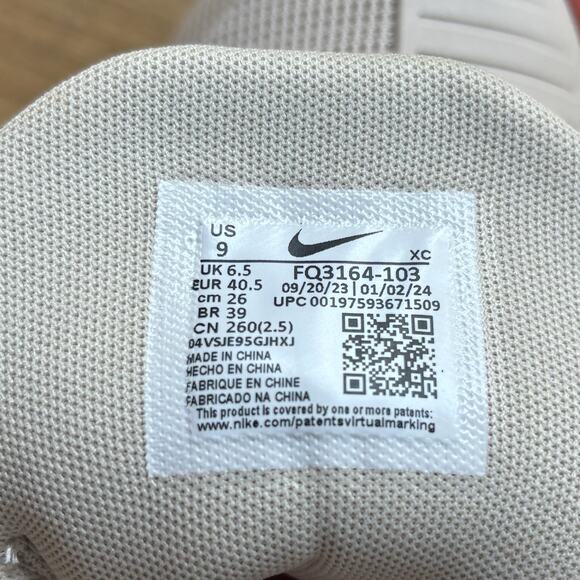 US
9
XC
UK 6.5
EUR 40.5
cm 26
BR 39
CN 260(2.5)
FQ3164-103
09/20/23 | 01/02/24
UPC 00197593671509
04VSJE95GJHXJ
MADE IN CHINA
HECHO EN CHINA
FABRIQUE EN CHINE
FABRICADO NA CHINA
This product is covered by one or more patents:
www.nike.com/patentsvirtualmarking